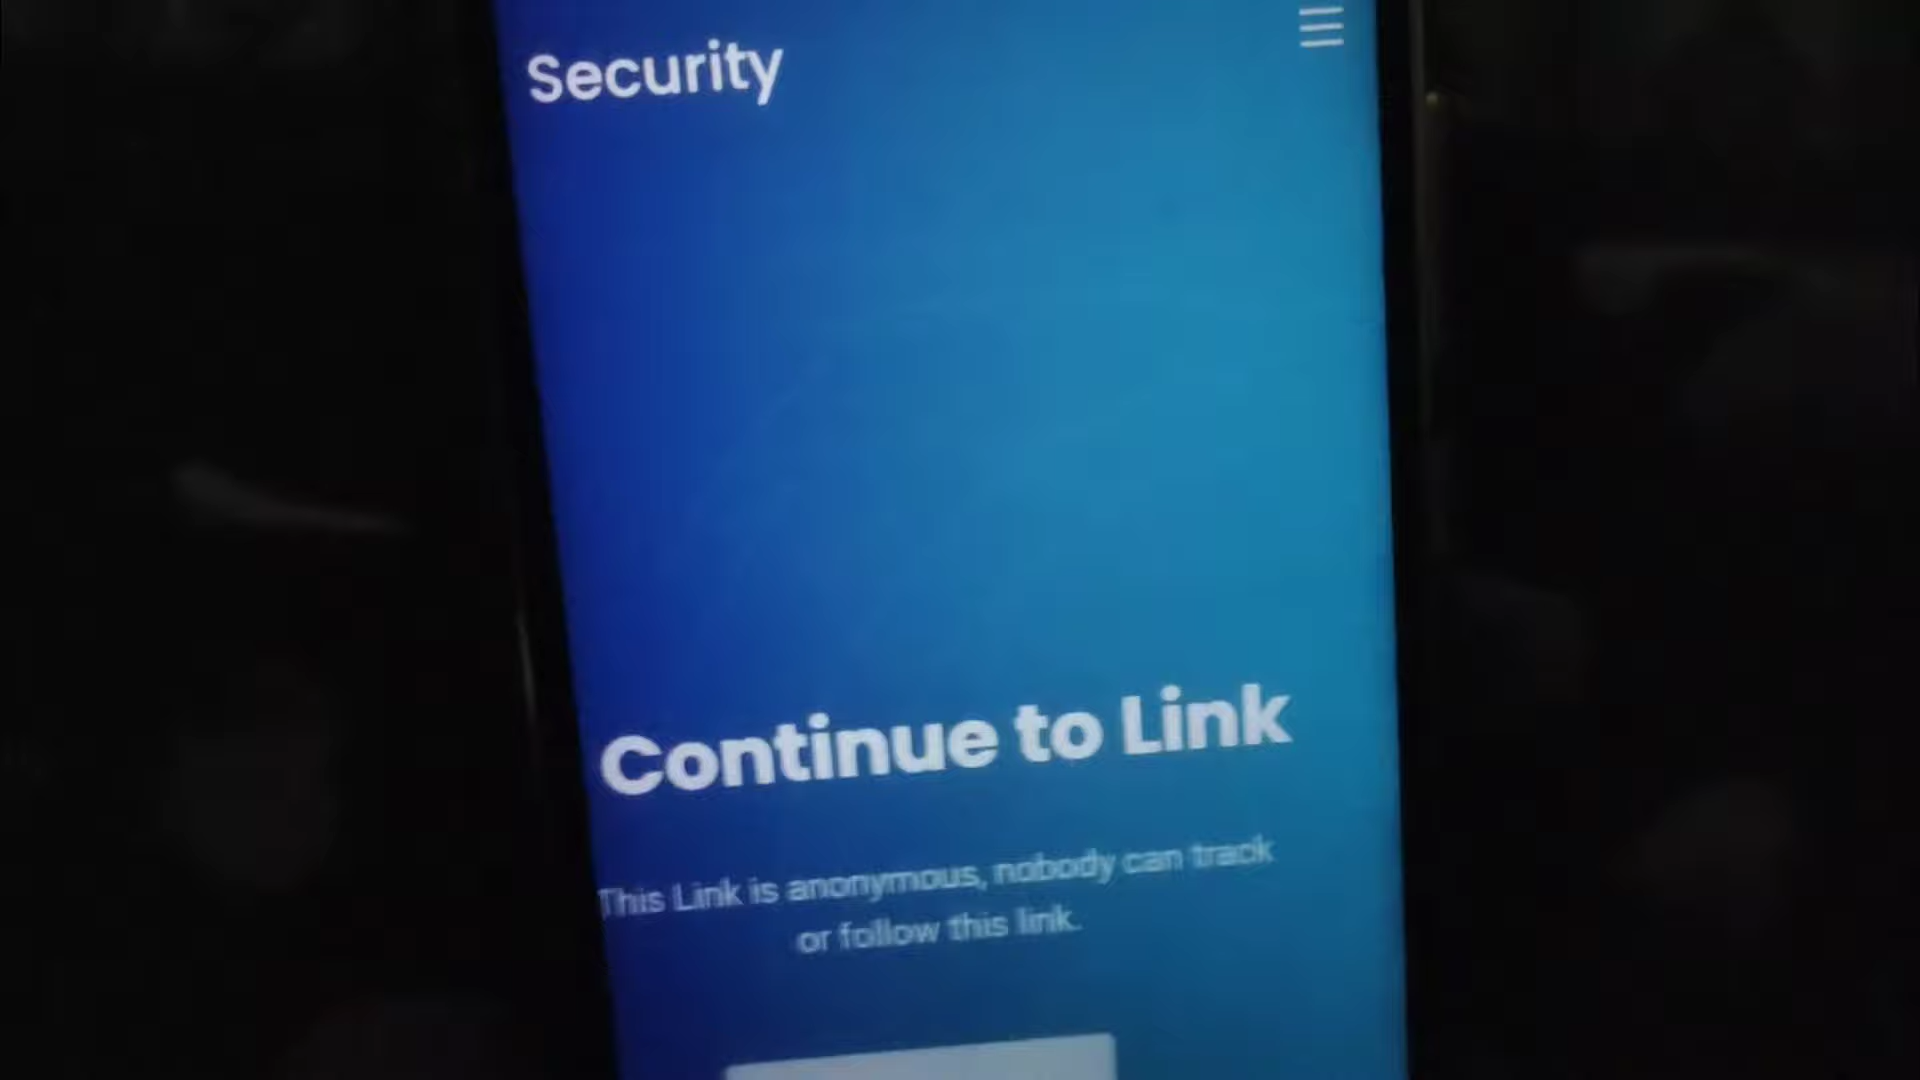 Security
Continue to Link
This Link is anonymous, nobody can track
or follow this link.